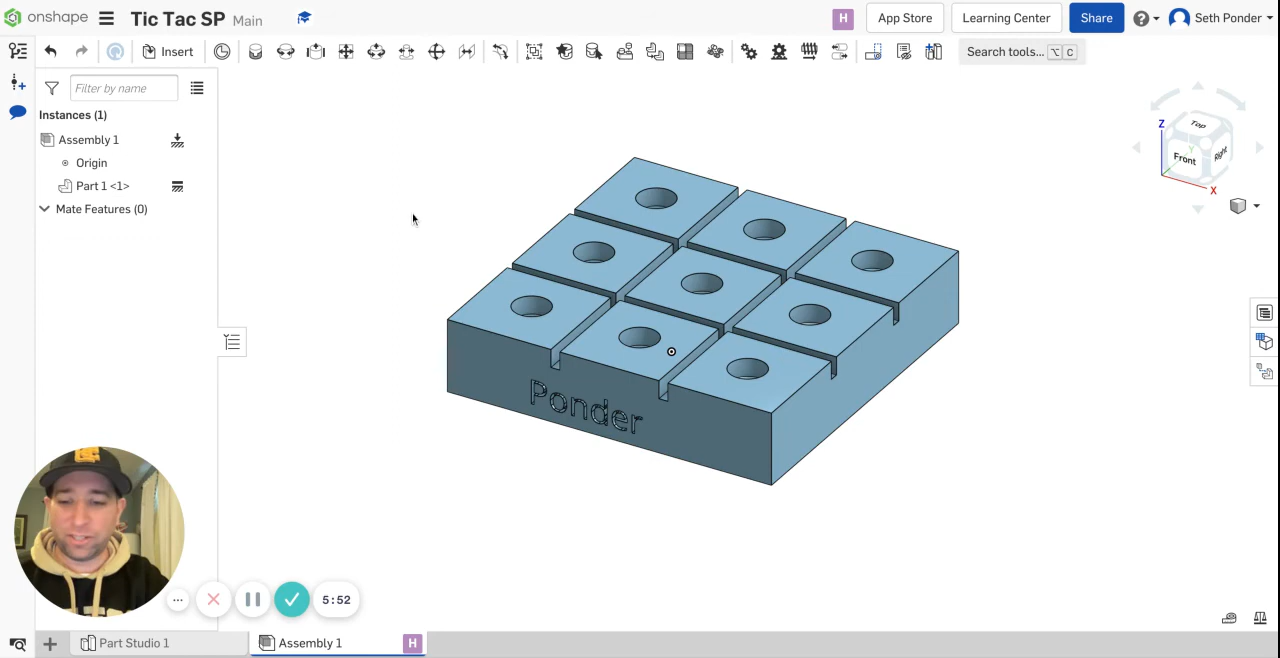 onshape Tic Tac SP Main H App Store Learning Center Share ? Seth Ponder
Insert Search tools... ⌥ C
Filter by name
Instances (1)
Assembly 1
Origin
Part 1 <1>
Mate Features (0)
Z Top Front Right Y X
Ponder
5:52
Part Studio 1 Assembly 1 H